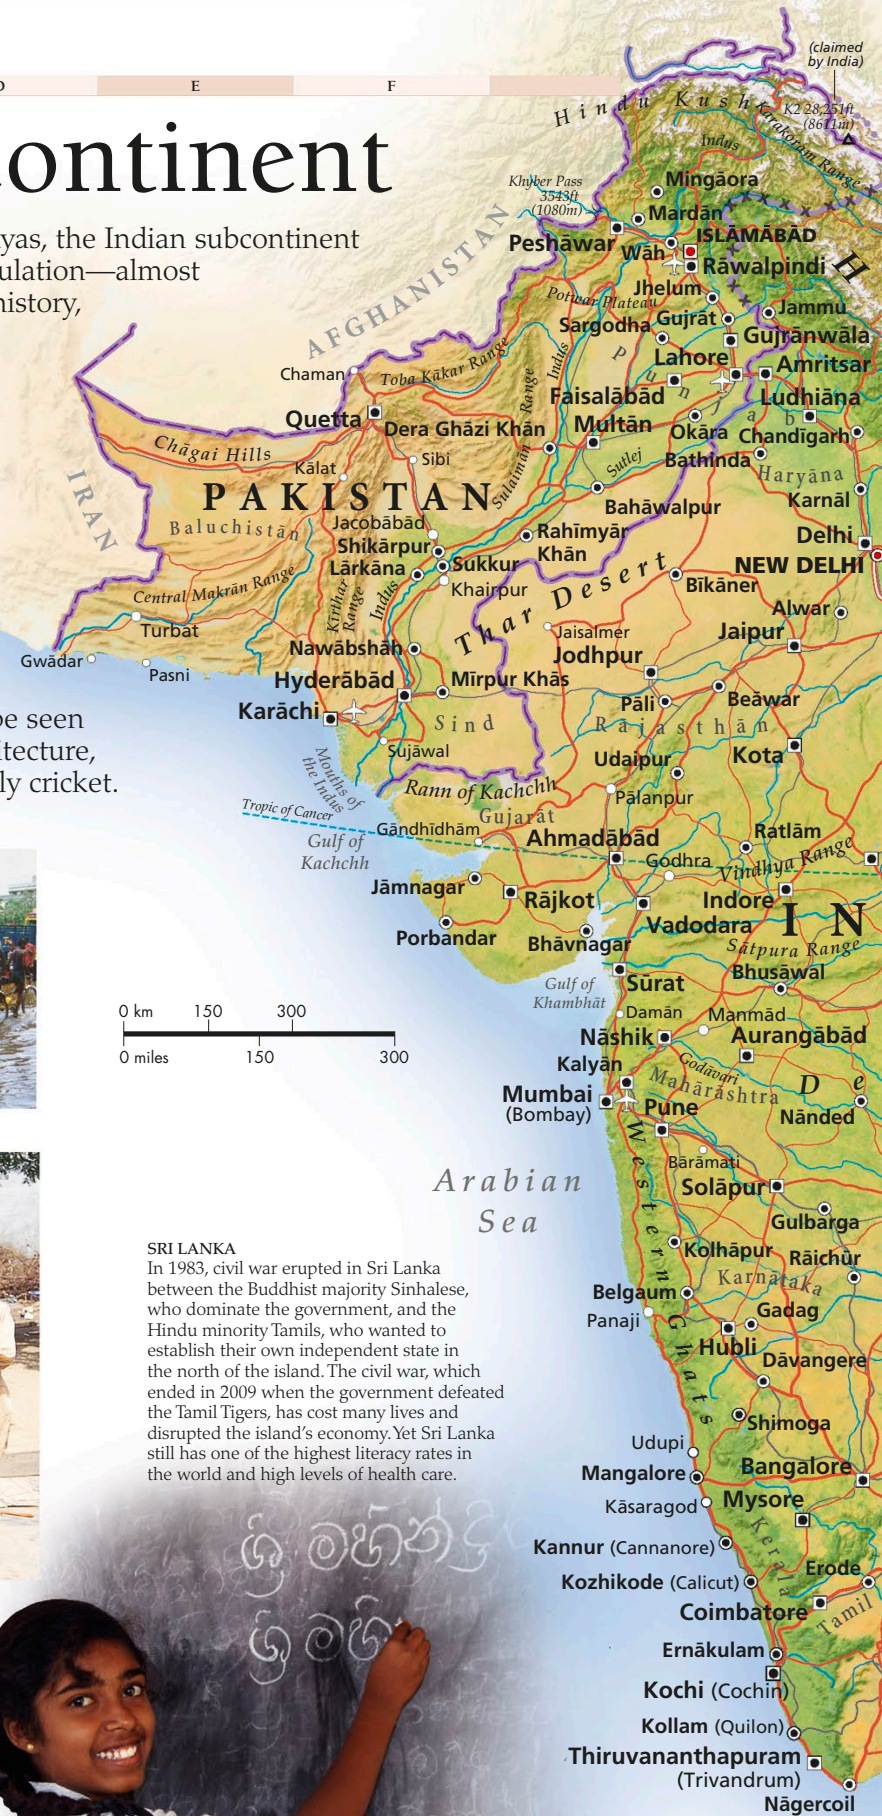 D
E
F
ontinent
yas, the Indian subcontinent
ulation—almost
history,
be seen
itecture,
ly cricket.
(claimed
by India)
Hindu Kush
K2 28,251ft
(8611m)
Karakoram Range
Indus
Khyber Pass
3543ft
(1080m)
Mingāora
Mardān
Peshāwar
Wāh
ISLĀMĀBĀD
Rāwalpindi
H
AFGHANISTAN
Potwar Plateau
Jhelum
Jammu
Sargodha
Gujrāt
Gujrānwāla
Chaman
Toba Kākar Range
Indus
Punjab
Lahore
Amritsar
Faisalābād
Ludhiāna
Quetta
Dera Ghāzi Khān
Multān
Okāra
Chandīgarh
Chāgai Hills
Kālat
Sibi
Sulaimān Range
Sutlej
Bathinda
Haryāna
IRAN
PAKISTAN
Bahāwalpur
Karnāl
Baluchistān
Jacobābād
Rahīmyār
Khān
Delhi
Shikārpur
Sukkur
NEW DELHI
Lārkāna
Khairpur
Central Makrān Range
Kirthar
Range
Indus
Thar Desert
Bīkāner
Alwar
Turbat
Jaisalmer
Jaipur
Gwādar
Pasni
Nawābshāh
Jodhpur
Hyderābād
Mīrpur Khās
Pāli
Beāwar
Karāchi
Sind
Rājasthān
Sujāwal
Udaipur
Kota
Mouths of
the Indus
Rann of Kachchh
Pālanpur
Tropic of Cancer
Gujarāt
Gāndhīdhām
Ahmadābād
Ratlām
Gulf of
Kachchh
Godhra
Vindhya Range
Jāmnagar
Rājkot
Indore
IN
Vadodara
Porbandar
Bhāvnagar
Sātpura Range
Sūrat
Bhusāwal
Gulf of
Khambhāt
Damān
Manmād
0 km 150 300
0 miles 150 300
Nāshik
Aurangābād
Kalyān
Godāvari
Mahārāshtra
De
Mumbai
(Bombay)
Pune
Nānded
Western Ghats
Bārāmati
Arabian
Sea
Solāpur
Gulbarga
Kolhāpur
Rāichūr
Karnātaka
Belgaum
Gadag
Panaji
Hubli
Dāvangere
Shimoga
Udupi
Mangalore
Bangalore
Kāsaragod
Mysore
Kerala
Kannur (Cannanore)
Erode
Kozhikode (Calicut)
Coimbatore
Tamil
Ernākulam
Kochi (Cochin)
Kollam (Quilon)
Thiruvananthapuram
(Trivandrum)
Nāgercoil
SRI LANKA
In 1983, civil war erupted in Sri Lanka
between the Buddhist majority Sinhalese,
who dominate the government, and the
Hindu minority Tamils, who wanted to
establish their own independent state in
the north of the island. The civil war, which
ended in 2009 when the government defeated
the Tamil Tigers, has cost many lives and
disrupted the island's economy. Yet Sri Lanka
still has one of the highest literacy rates in
the world and high levels of health care.